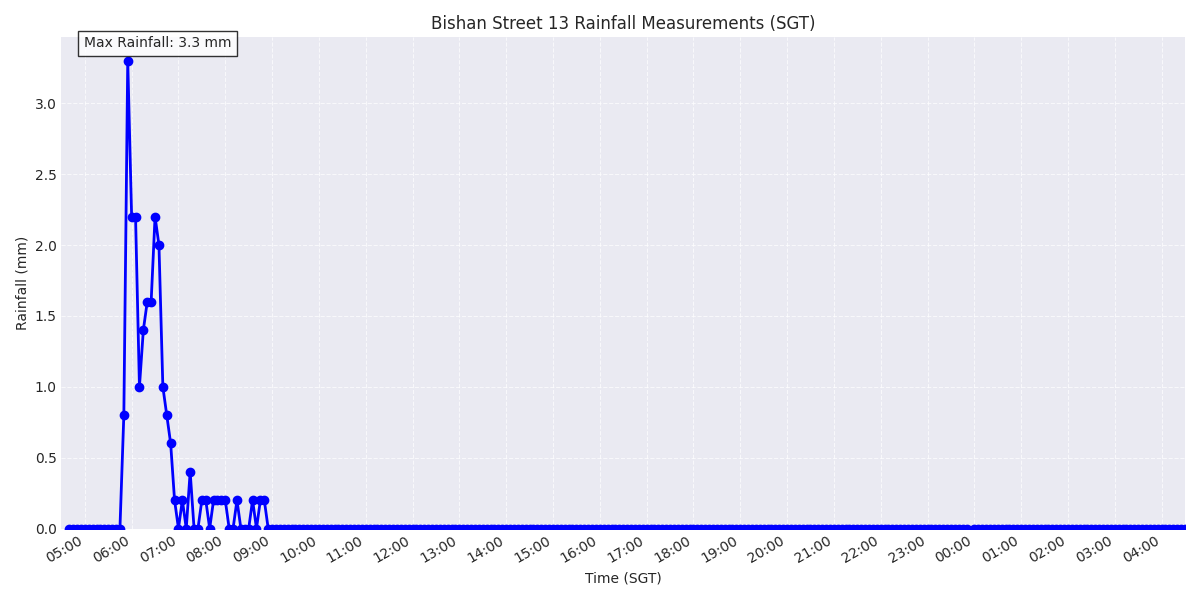 Bishan Street 13 Rainfall Measurements (SGT)
Max Rainfall: 3.3 mm
Rainfall (mm)
3.0
2.5
2.0
1.5
1.0
0.5
0.0
05:00 06:00 07:00 08:00 09:00 10:00 11:00 12:00 13:00 14:00 15:00 16:00 17:00 18:00 19:00 20:00 21:00 22:00 23:00 00:00 01:00 02:00 03:00 04:00
Time (SGT)